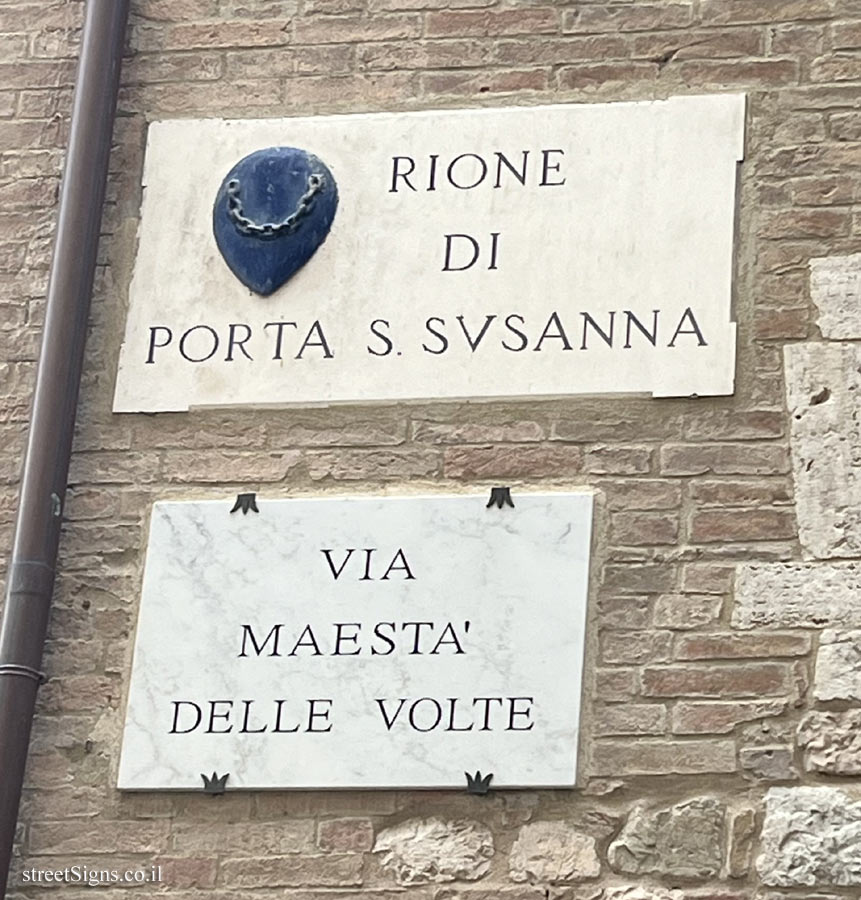 RIONE
DI
PORTA S. SVSANNA
VIA
MAESTA'
DELLE VOLTE
streetSigns.co.il